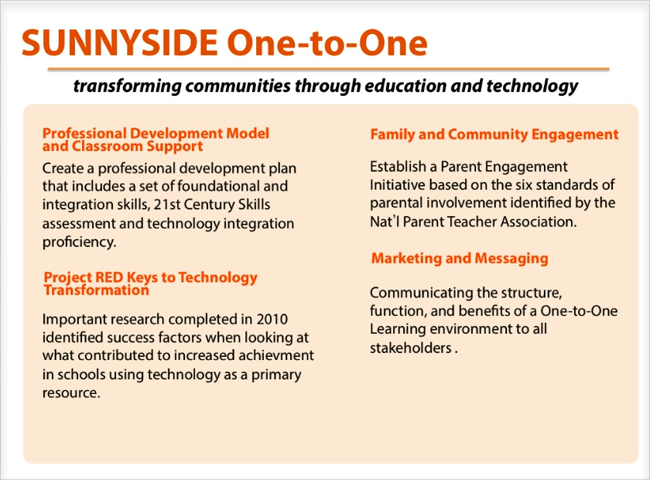 SUNNYSIDE One-to-One
transforming communities through education and technology
Professional Development Model
and Classroom Support
Create a professional development plan
that includes a set of foundational and
integration skills, 21st Century Skills
assessment and technology integration
proficiency.
Project RED Keys to Technology
Transformation
Important research completed in 2010
identified success factors when looking at
what contributed to increased achievment
in schools using technology as a primary
resource.
Family and Community Engagement
Establish a Parent Engagement
Initiative based on the six standards of
parental involvement identified by the
Nat'l Parent Teacher Association.
Marketing and Messaging
Communicating the structure,
function, and benefits of a One-to-One
Learning environment to all
stakeholders .